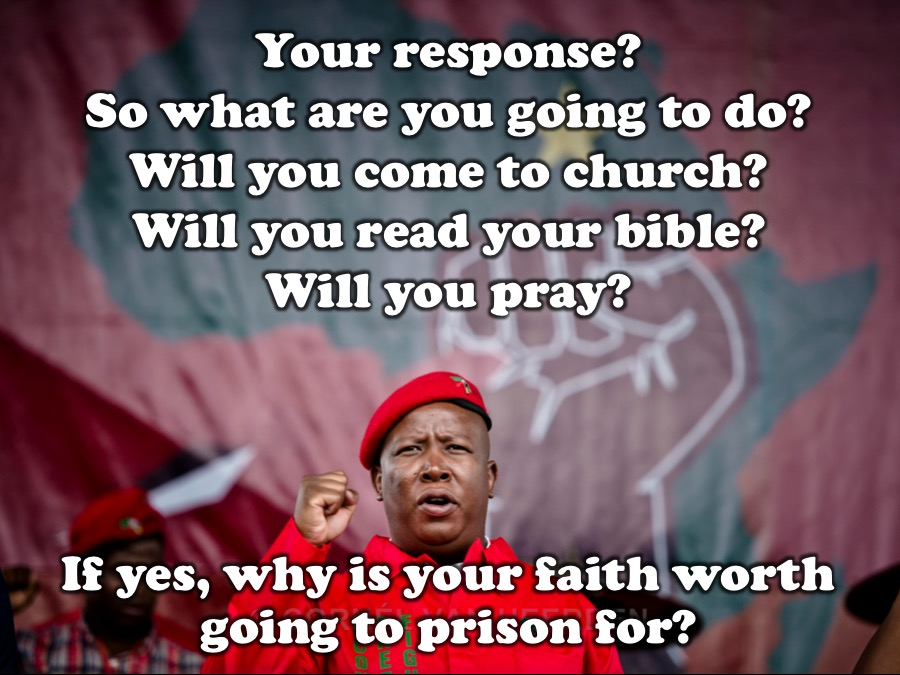 Your response?
So what are you going to do?
Will you come to church?
Will you read your bible?
Will you pray?
If yes, why is your faith worth
going to prison for?